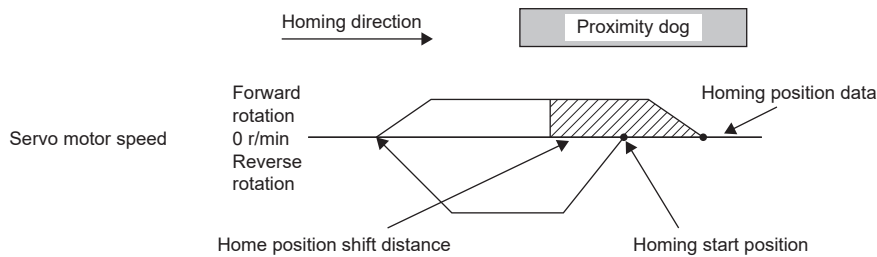 Homing direction
Proximity dog
Forward
rotation
Homing position data
Servo motor speed
0 r/min
Reverse
rotation
Home position shift distance
Homing start position